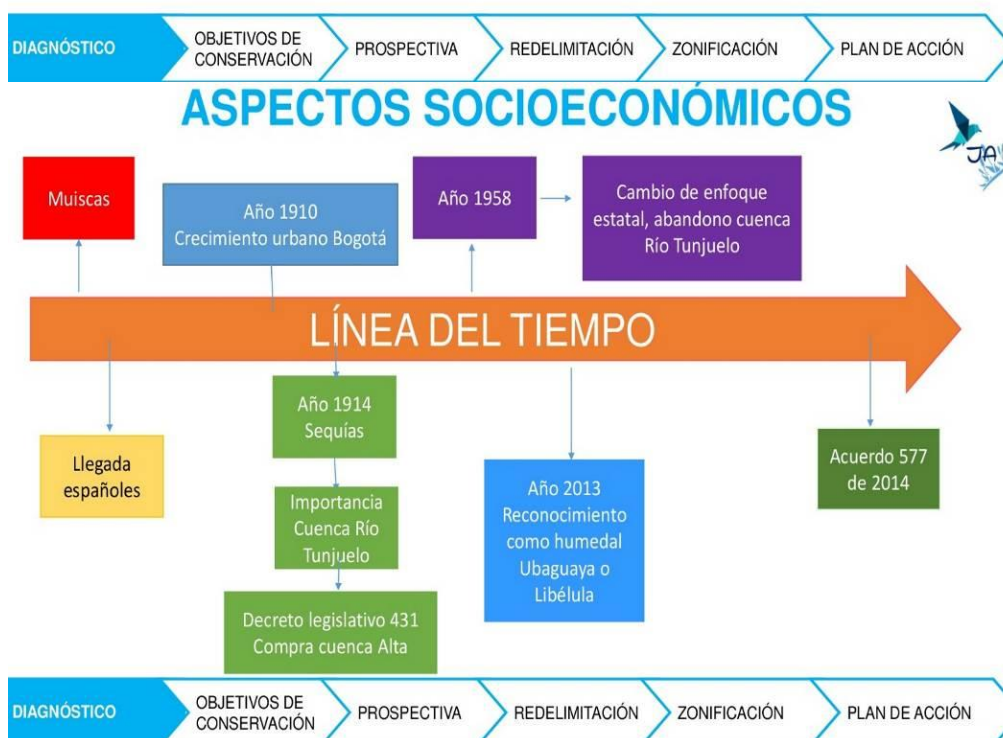 DIAGNÓSTICO
OBJETIVOS DE
CONSERVACIÓN
PROSPECTIVA
REDELIMITACIÓN
ZONIFICACIÓN
PLAN DE ACCIÓN
ASPECTOS SOCIOECONÓMICOS
JA
Muiscas
Año 1910
Crecimiento urbano Bogotá
Año 1958
Cambio de enfoque
estatal, abandono cuenca
Río Tunjuelo
LÍNEA DEL TIEMPO
Llegada
españoles
Año 1914
Sequías
Importancia
Cuenca Río
Tunjuelo
Decreto legislativo 431
Compra cuenca Alta
Año 2013
Reconocimiento
como humedal
Ubaguaya o
Libélula
Acuerdo 577
de 2014
DIAGNÓSTICO
OBJETIVOS DE
CONSERVACIÓN
PROSPECTIVA
REDELIMITACIÓN
ZONIFICACIÓN
PLAN DE ACCIÓN